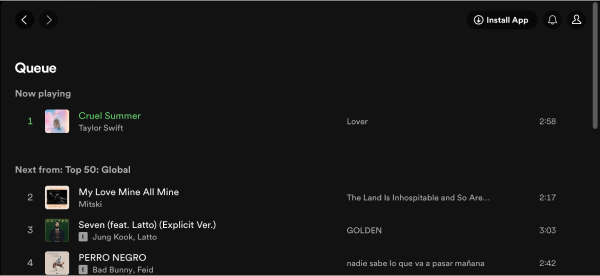 Install App
Queue
Now playing
1 Cruel Summer Lover 2:58
Taylor Swift
Next from: Top 50: Global
2 My Love Mine All Mine The Land Is Inhospitable and So Are... 2:17
Mitski
3 Seven (feat. Latto) (Explicit Ver.) GOLDEN 3:03
E Jung Kook, Latto
4 PERRO NEGRO nadie sabe lo que va a pasar mañana 2:42
E Bad Bunny, Feid